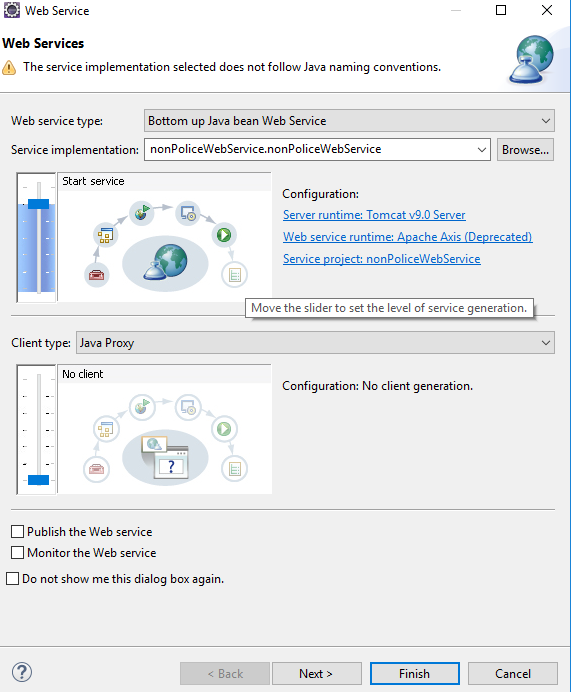 Web Service
Web Services
The service implementation selected does not follow Java naming conventions.
Web service type: Bottom up Java bean Web Service
Service implementation: nonPoliceWebService.nonPoliceWebService Browse...
Start service
Configuration:
Server runtime: Tomcat v9.0 Server
Web service runtime: Apache Axis (Deprecated)
Service project: nonPoliceWebService
Move the slider to set the level of service generation.
Client type: Java Proxy
No client
Configuration: No client generation.
?
Publish the Web service
Monitor the Web service
Do not show me this dialog box again.
? < Back Next > Finish Cancel